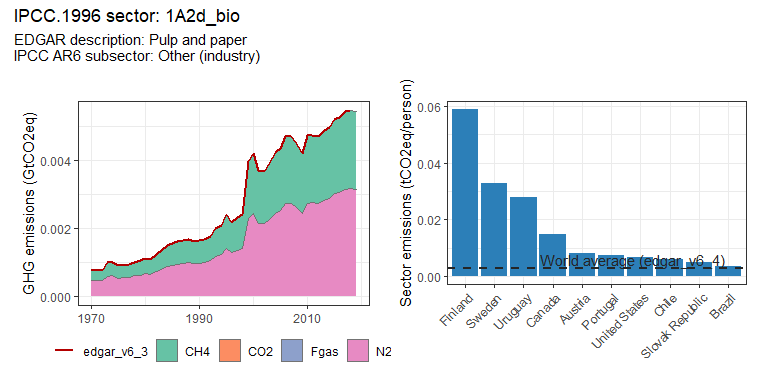 IPCC.1996 sector: 1A2d_bio
EDGAR description: Pulp and paper
IPCC AR6 subsector: Other (industry)
GHG emissions (GtCO2eq)
0.004
0.002
0.000
1970
1990
2010
edgar_v6_3
CH4
CO2
Fgas
N2
Sector emissions (tCO2eq/person)
0.06
0.04
0.02
0.00
World average (edgar_v6_4)
Finland
Sweden
Uruguay
Canada
Austria
Portugal
United States
Chile
Slovak Republic
Brazil